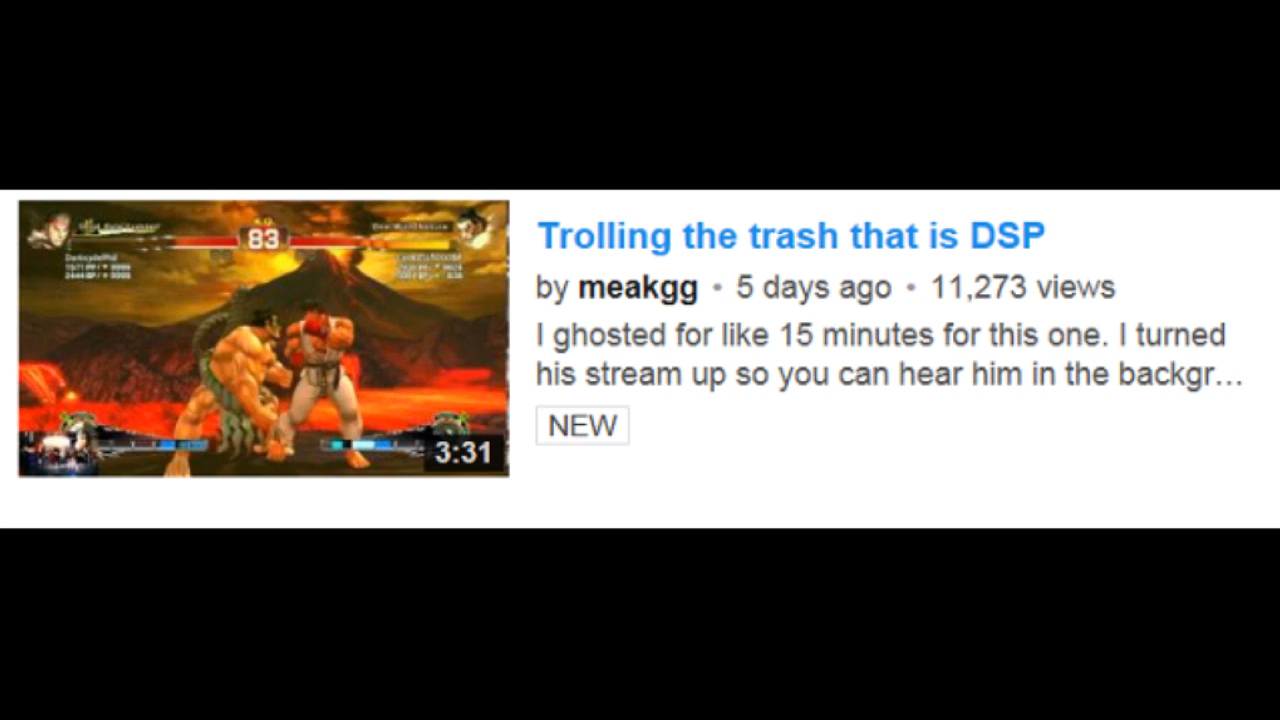 83
DarksydePhil
3:31
Trolling the trash that is DSP
by meakgg • 5 days ago • 11,273 views
I ghosted for like 15 minutes for this one. I turned
his stream up so you can hear him in the backgr...
NEW